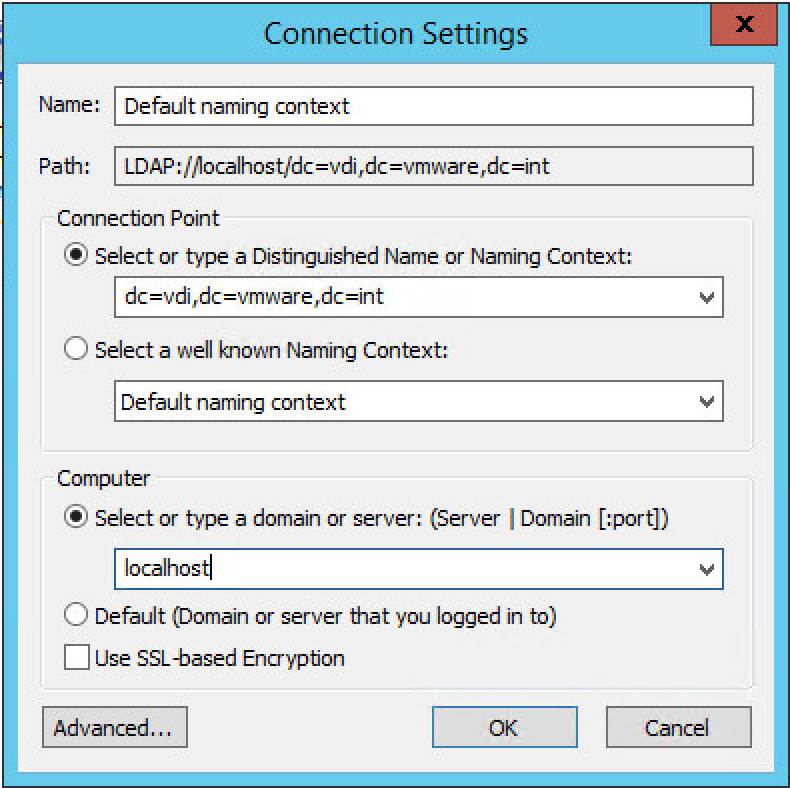 Connection Settings
x
Name: Default naming context
Path: LDAP://localhost/dc=vdi,dc=vmware,dc=int
Connection Point
Select or type a Distinguished Name or Naming Context:
dc=vdi,dc=vmware,dc=int
Select a well known Naming Context:
Default naming context
Computer
Select or type a domain or server: (Server | Domain [:port])
localhost
Default (Domain or server that you logged in to)
Use SSL-based Encryption
Advanced... OK Cancel